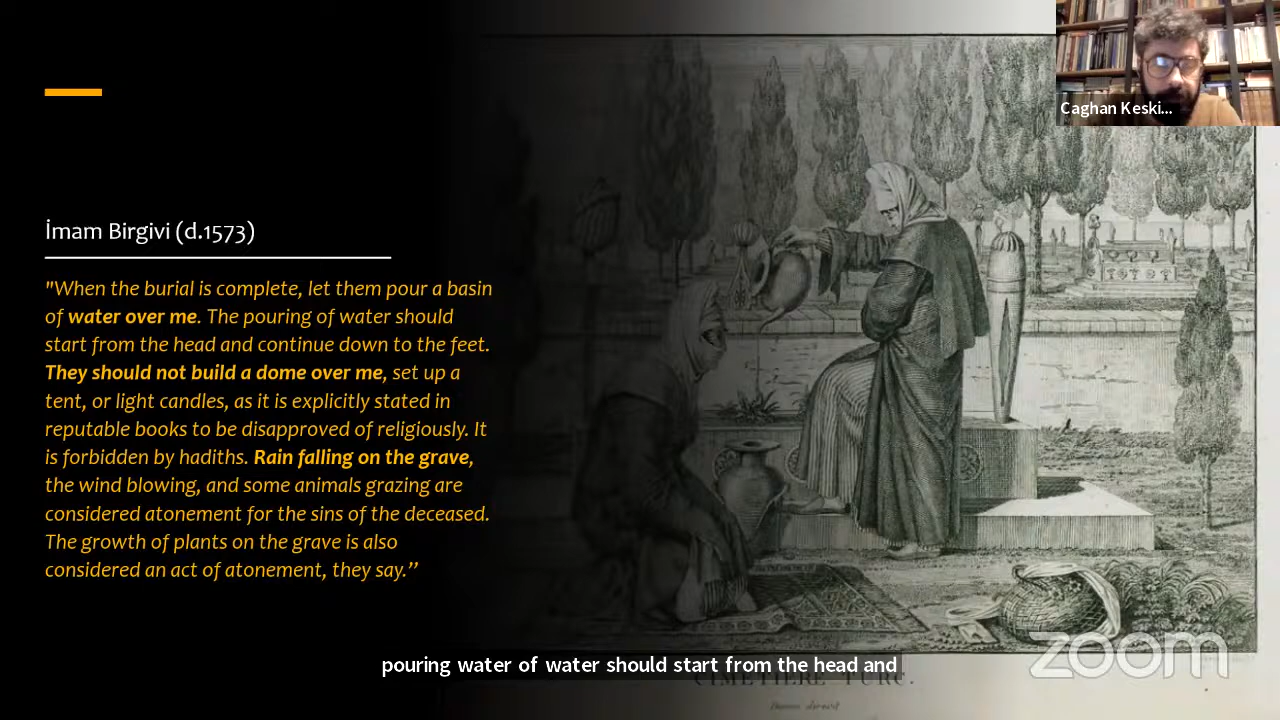 Caghan Keski...
İmam Birgivi (d.1573)
"When the burial is complete, let them pour a basin
of water over me. The pouring of water should
start from the head and continue down to the feet.
They should not build a dome over me, set up a
tent, or light candles, as it is explicitly stated in
reputable books to be disapproved of religiously. It
is forbidden by hadiths. Rain falling on the grave,
the wind blowing, and some animals grazing are
considered atonement for the sins of the deceased.
The growth of plants on the grave is also
considered an act of atonement, they say.”
pouring water of water should start from the head and
zoom
CIMETIERE TURC.